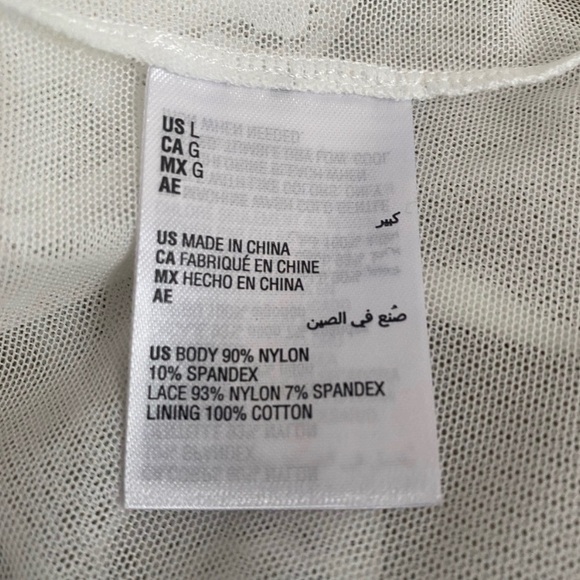 US L
CA G
MX G
AE
كبير
US MADE IN CHINA
CA FABRIQUÉ EN CHINE
MX HECHO EN CHINA
AE
صُنع في الصين
US BODY 90% NYLON
10% SPANDEX
LACE 93% NYLON 7% SPANDEX
LINING 100% COTTON